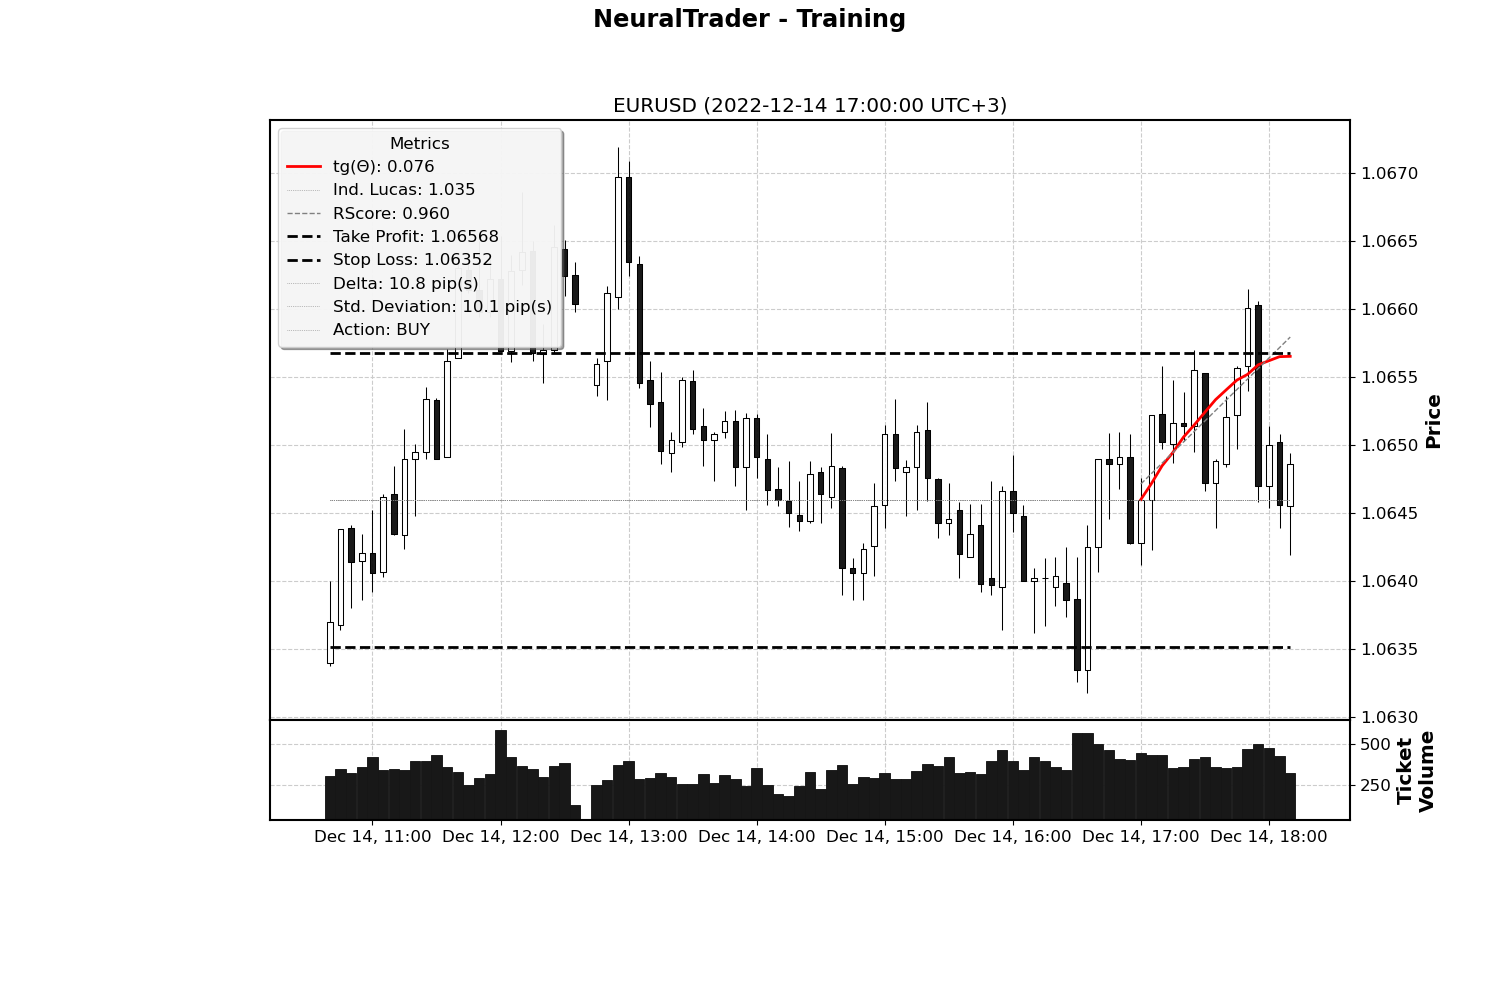 NeuralTrader - Training
EURUSD (2022-12-14 17:00:00 UTC+3)
Metrics
tg(Θ): 0.076
Ind. Lucas: 1.035
RScore: 0.960
Take Profit: 1.06568
Stop Loss: 1.06352
Delta: 10.8 pip(s)
Std. Deviation: 10.1 pip(s)
Action: BUY
1.0670
1.0665
1.0660
1.0655
1.0650
1.0645
1.0640
1.0635
1.0630
Price
500
250
Ticket
Volume
Dec 14, 11:00
Dec 14, 12:00
Dec 14, 13:00
Dec 14, 14:00
Dec 14, 15:00
Dec 14, 16:00
Dec 14, 17:00
Dec 14, 18:00